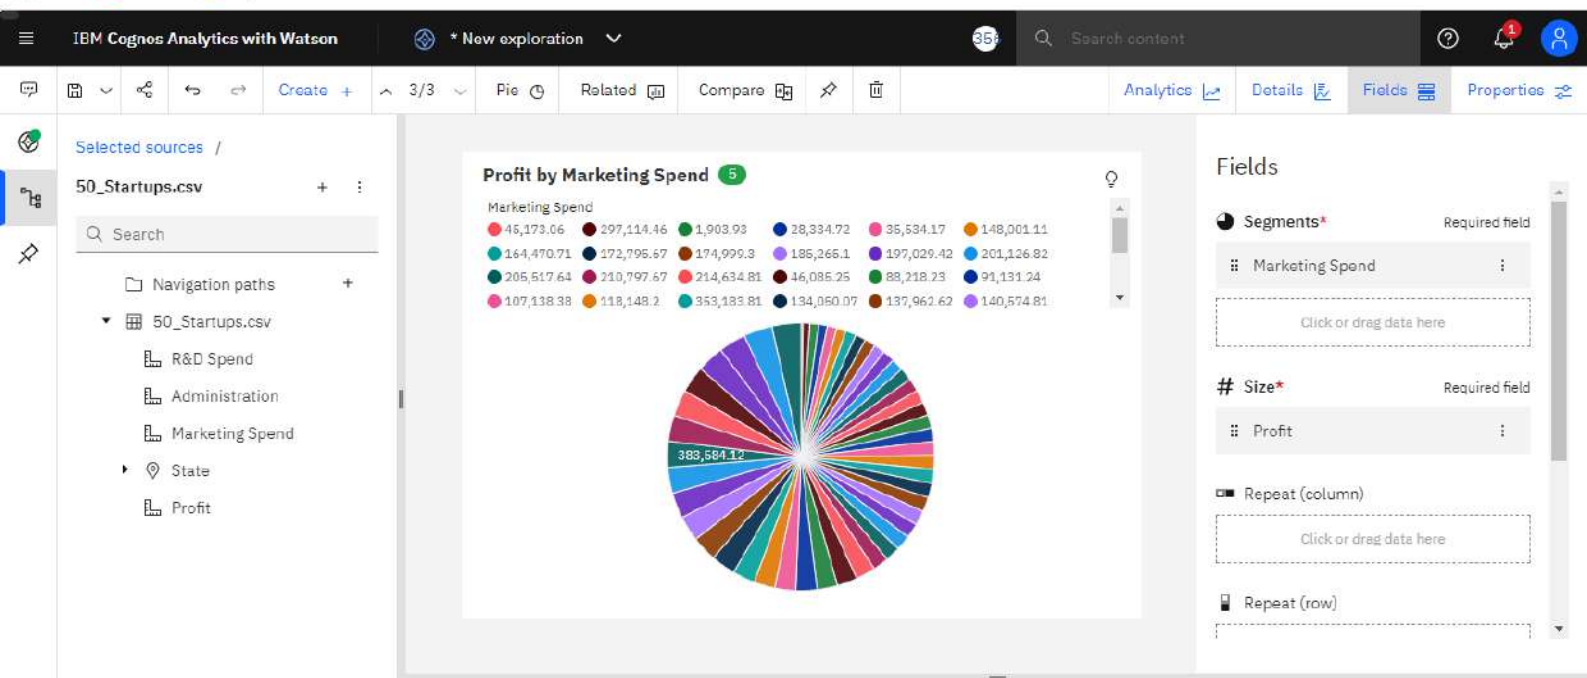 IBM Cognos Analytics with Watson
* New exploration
Search content
1
Create +
3/3
Pie
Related
Compare
Analytics
Details
Fields
Properties
Selected sources /
50_Startups.csv
Search
Navigation paths
50_Startups.csv
R&D Spend
Administration
Marketing Spend
State
Profit
Profit by Marketing Spend 5
Marketing Spend
45,173.06 297,114.46 1,903.93 28,334.72 35,534.17 148,001.11
164,470.71 172,795.67 174,999.3 185,265.1 197,029.42 201,126.82
205,517.64 210,797.67 214,634.81 46,085.25 88,218.23 91,131.24
107,138.38 118,148.2 353,183.81 134,050.07 137,962.62 140,574.81
383,584.12
Fields
Segments* Required field
Marketing Spend
Click or drag data here
# Size* Required field
Profit
Repeat (column)
Click or drag data here
Repeat (row)